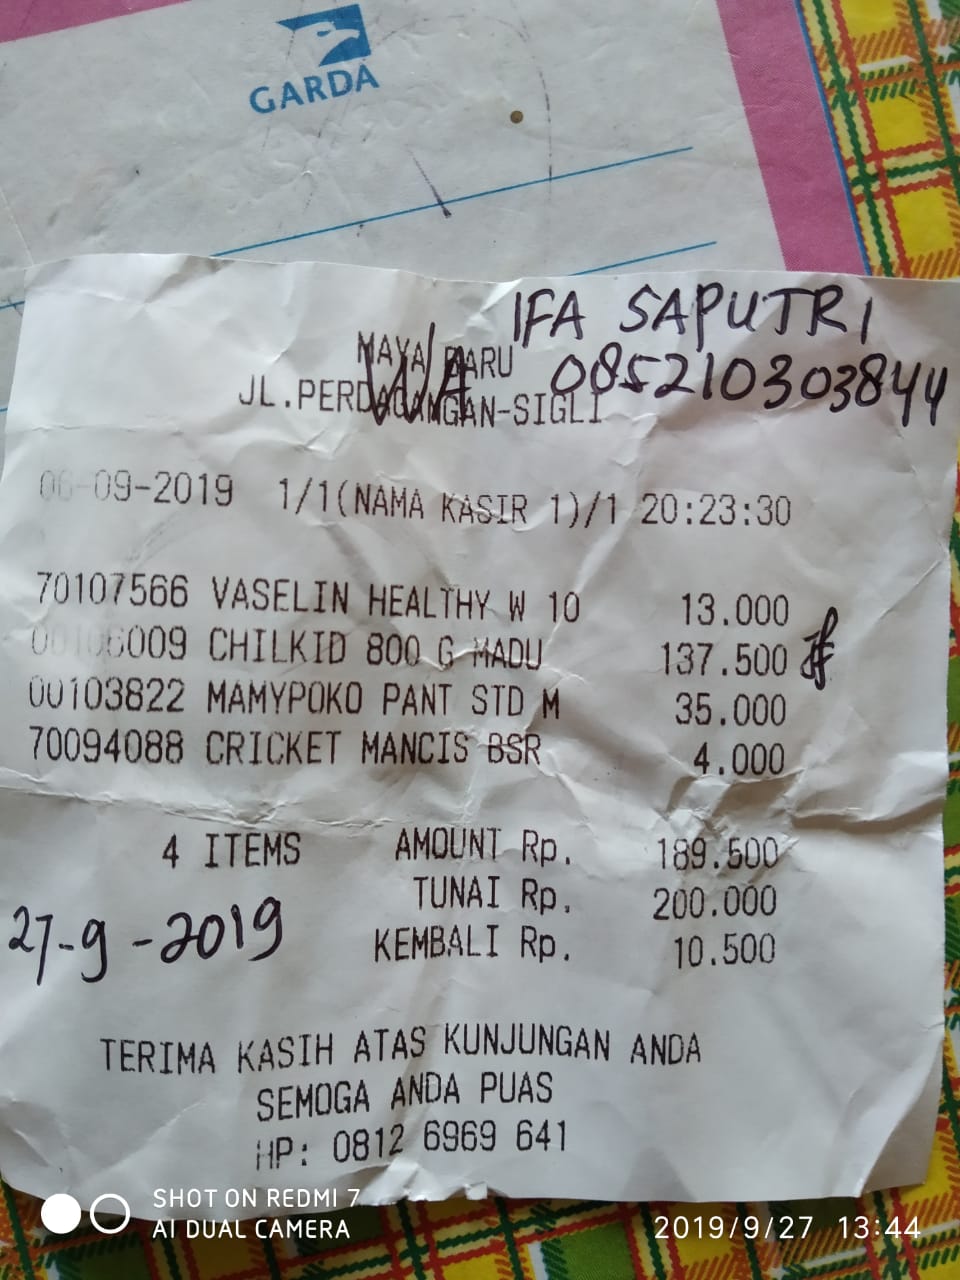 GARDA
IFA SAPUTRI
MAYA BARU
WA 085210303844
JL.PERDAGANGAN-SIGLI
06-09-2019 1/1(NAMA KASIR 1)/1 20:23:30
70107566 VASELIN HEALTHY W 10 13.000
00106009 CHILKID 800 G MADU 137.500
00103822 MAMYPOKO PANT STD M 35.000
70094088 CRICKET MANCIS BSR 4.000
4 ITEMS AMOUNT Rp. 189.500
TUNAI Rp. 200.000
27-9-2019
KEMBALI Rp. 10.500
TERIMA KASIH ATAS KUNJUNGAN ANDA
SEMOGA ANDA PUAS
HP: 0812 6969 641
SHOT ON REDMI 7
AI DUAL CAMERA
2019/9/27 13:44